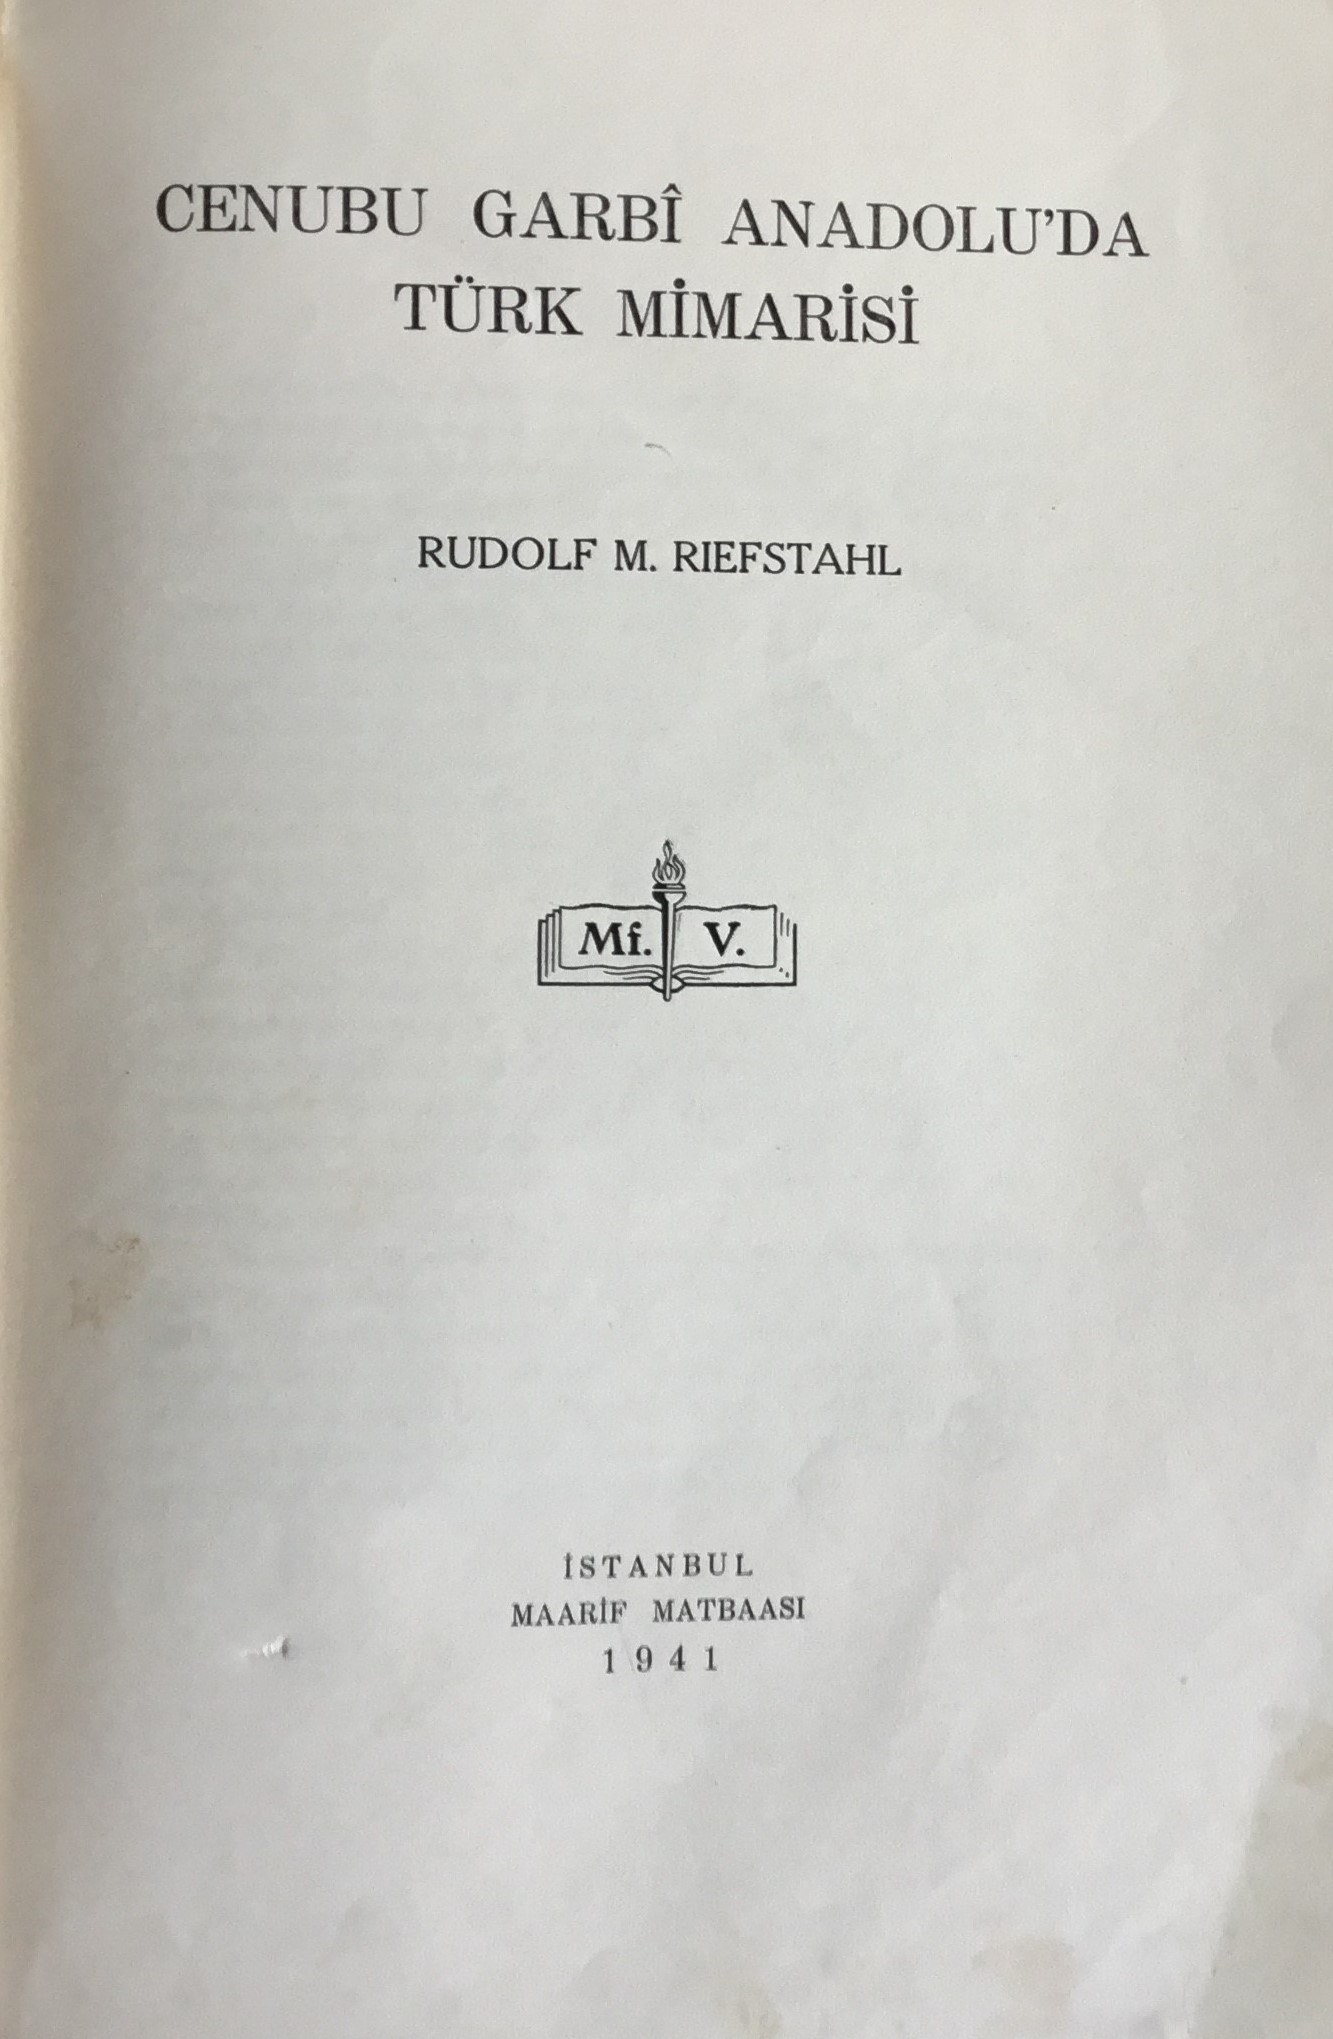 CENUBU GARBÎ ANADOLU'DA
TÜRK MİMARİSİ
RUDOLF M. RIEFSTAHL
Mf. V.
İSTANBUL
MAARİF MATBAASI
1941